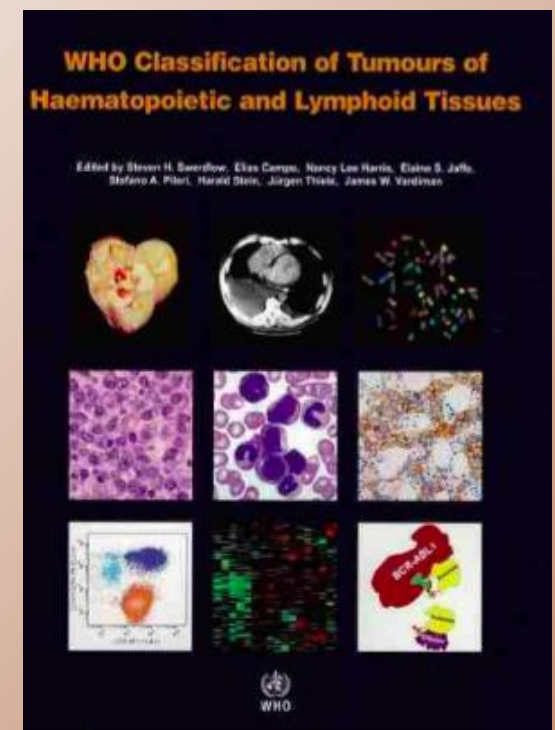 WHO Classification of Tumours of
Haematopoietic and Lymphoid Tissues
Edited by Steven H. Swerdlow, Elias Campo, Nancy Lee Harris, Elaine S. Jaffe,
Stefano A. Pileri, Harald Stein, Jürgen Thiele, James W. Vardiman
BCR-ABL1
WHO